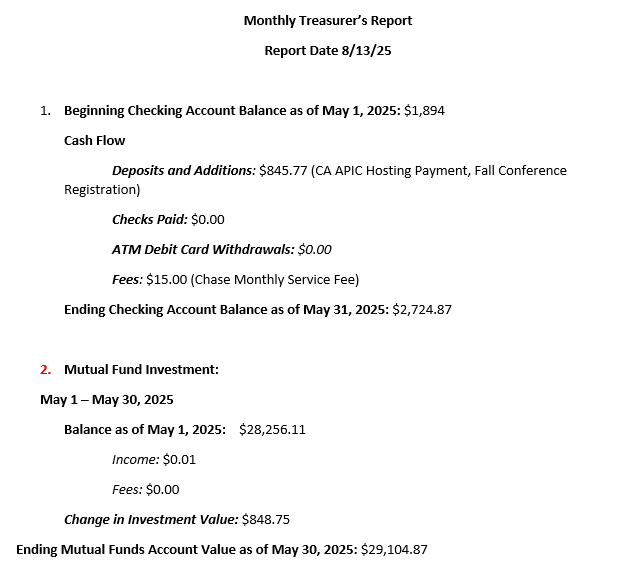 Monthly Treasurer's Report
Report Date 8/13/25
1. Beginning Checking Account Balance as of May 1, 2025: $1,894
Cash Flow
Deposits and Additions: $845.77 (CA APIC Hosting Payment, Fall Conference
Registration)
Checks Paid: $0.00
ATM Debit Card Withdrawals: $0.00
Fees: $15.00 (Chase Monthly Service Fee)
Ending Checking Account Balance as of May 31, 2025: $2,724.87
2. Mutual Fund Investment:
May 1 – May 30, 2025
Balance as of May 1, 2025: $28,256.11
Income: $0.01
Fees: $0.00
Change in Investment Value: $848.75
Ending Mutual Funds Account Value as of May 30, 2025: $29,104.87